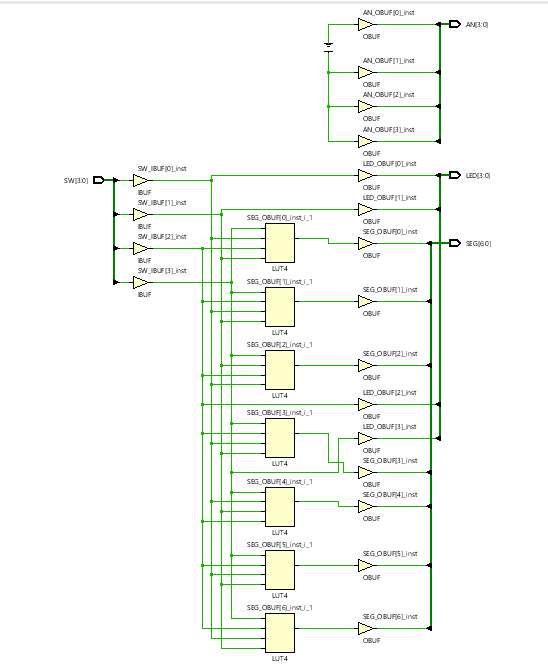 AN_OBUF[0]_inst
AN[3:0]
OBUF
AN_OBUF[1]_inst
OBUF
AN_OBUF[2]_inst
OBUF
AN_OBUF[3]_inst
OBUF
SW_IBUF[0]_inst
LED_OBUF[0]_inst
SW[3:0]
LED[3:0]
IBUF
OBUF
SW_IBUF[1]_inst
LED_OBUF[1]_inst
IBUF
OBUF
SEG_OBUF[0]_inst_i_1
SW_IBUF[2]_inst
SEG_OBUF[0]_inst
SEG[6:0]
IBUF
OBUF
LUT4
SW_IBUF[3]_inst
IBUF
SEG_OBUF[1]_inst_i_1
SEG_OBUF[1]_inst
OBUF
LUT4
SEG_OBUF[2]_inst_i_1
SEG_OBUF[2]_inst
OBUF
LUT4
LED_OBUF[2]_inst
OBUF
SEG_OBUF[3]_inst_i_1
LED_OBUF[3]_inst
OBUF
LUT4
SEG_OBUF[3]_inst
OBUF
SEG_OBUF[4]_inst_i_1
SEG_OBUF[4]_inst
OBUF
LUT4
SEG_OBUF[5]_inst_i_1
SEG_OBUF[5]_inst
OBUF
LUT4
SEG_OBUF[6]_inst_i_1
SEG_OBUF[6]_inst
OBUF
LUT4